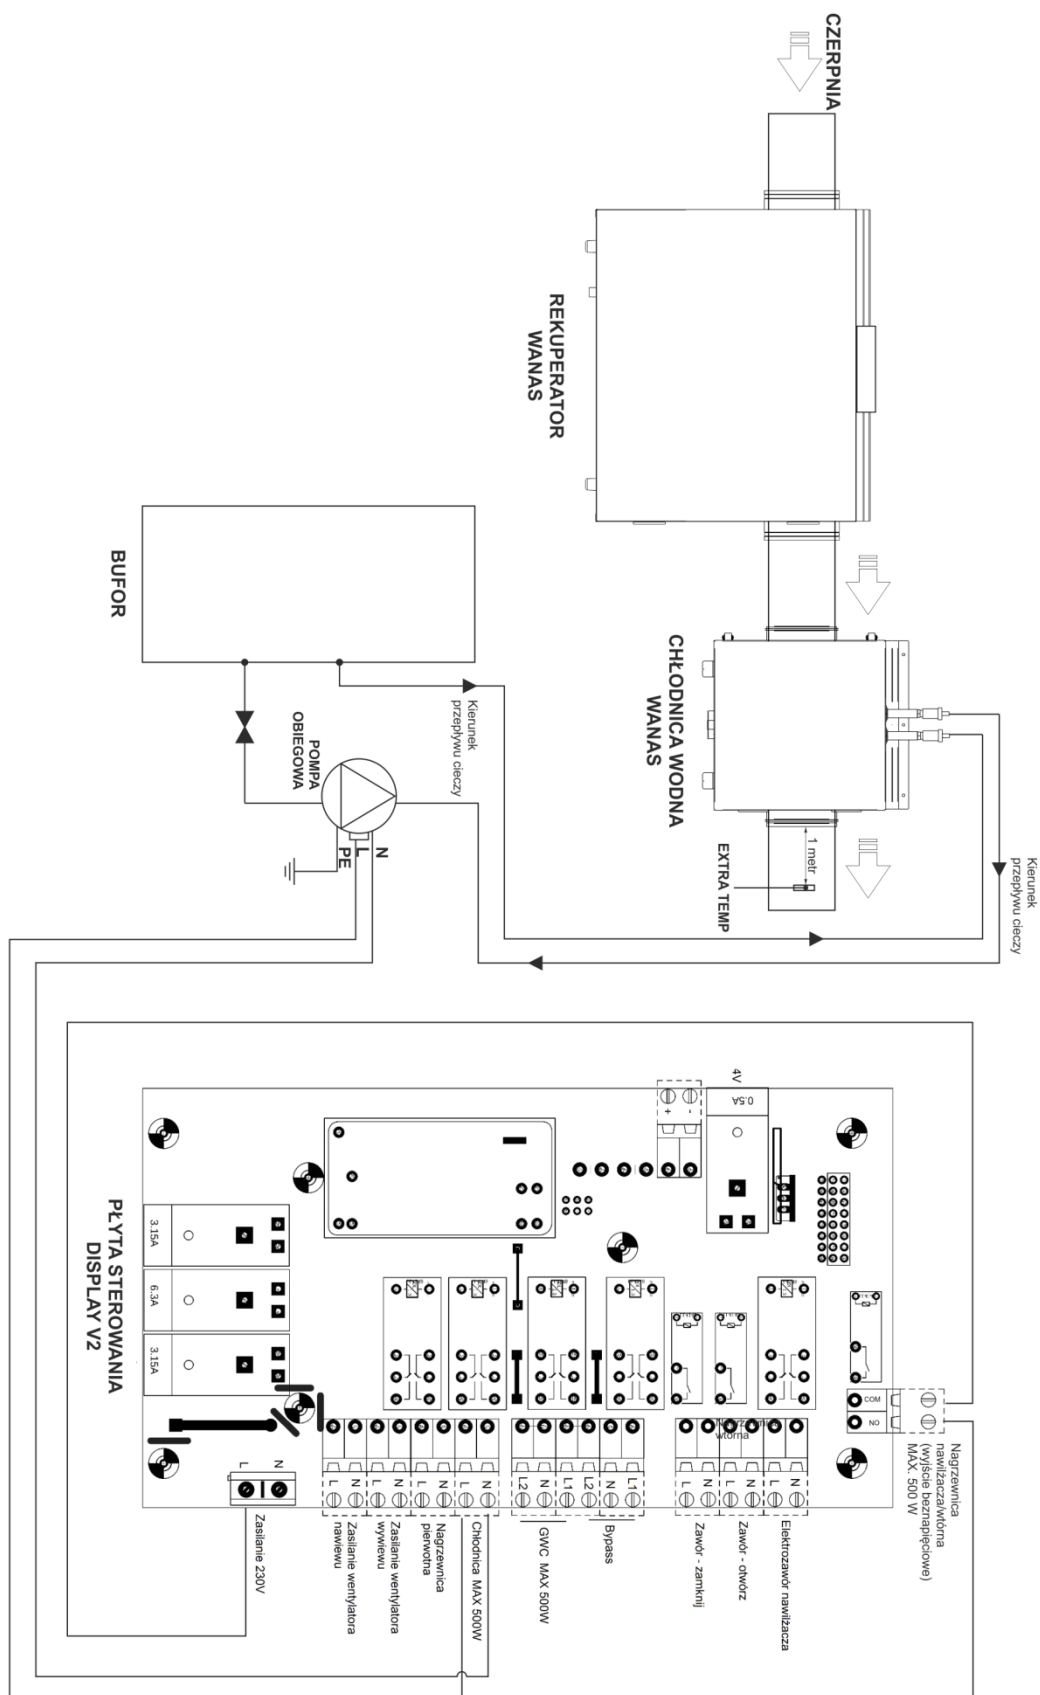 CZERPNIA
REKUPERATOR
WANAS
BUFOR
CHŁODNICA WODNA
WANAS
Kierunek
przepływu cieczy
POMPA
OBIEGOWA
N
L
PE
1 metr
EXTRA TEMP
Kierunek
przepływu cieczy
PŁYTA STEROWANIA
DISPLAY V2
4V
0.5A
+
-
3.15A
6.3A
3.15A
COM
NO
Nagrzewnica
nawilżacza/wtórna
(wyjście beznapięciowe)
MAX. 500 W
Nagrzewnica
wtórna
L
N
Zasilanie 230V
L
N
Zasilanie wentylatora
nawiewu
L
N
Zasilanie wentylatora
wywiewu
L
N
Nagrzewnica
pierwotna
L
N
Chłodnica MAX 500W
L2
N
L1
GWC MAX 500W
L2
N
L1
Bypass
L
N
Zawór - zamknij
L
N
Zawór - otwórz
L
N
Elektrozawór nawilżacza